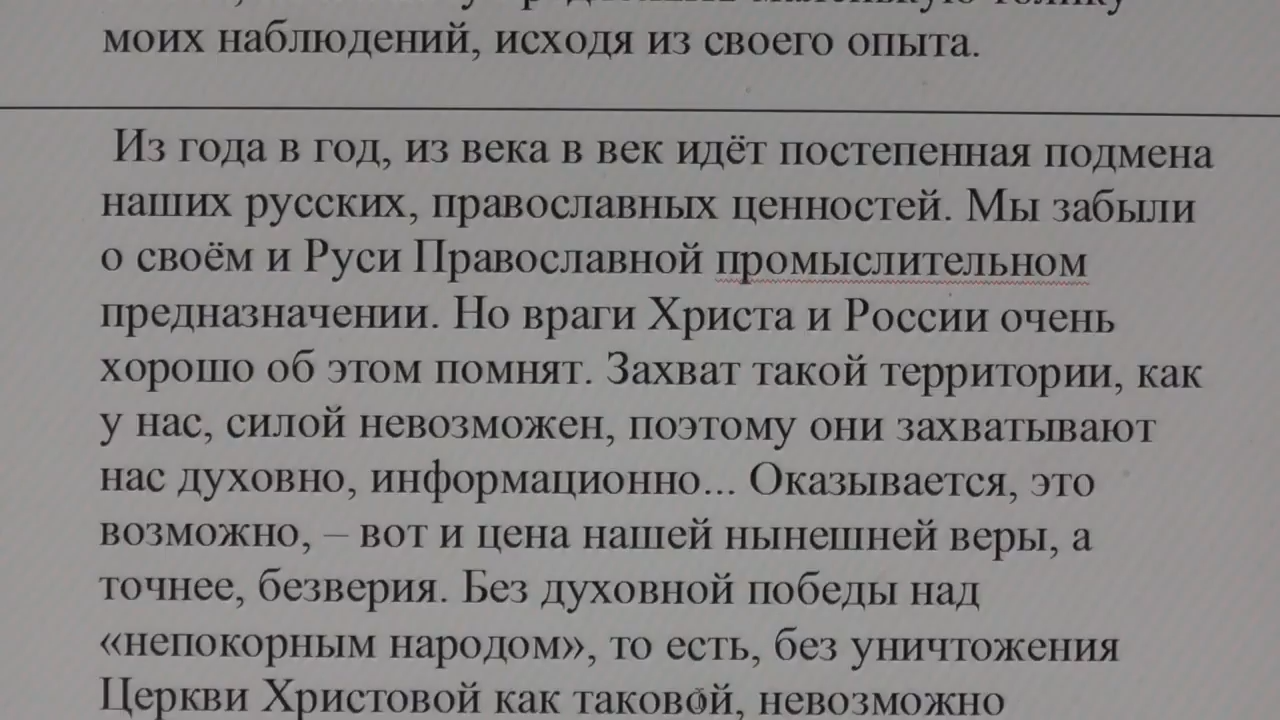 моих наблюдений, исходя из своего опыта.
Из года в год, из века в век идёт постепенная подмена
наших русских, православных ценностей. Мы забыли
о своём и Руси Православной промыслительном
предназначении. Но враги Христа и России очень
хорошо об этом помнят. Захват такой территории, как
у нас, силой невозможен, поэтому они захватывают
нас духовно, информационно... Оказывается, это
возможно, – вот и цена нашей нынешней веры, а
точнее, безверия. Без духовной победы над
«непокорным народом», то есть, без уничтожения
Церкви Христовой как таковой, невозможно